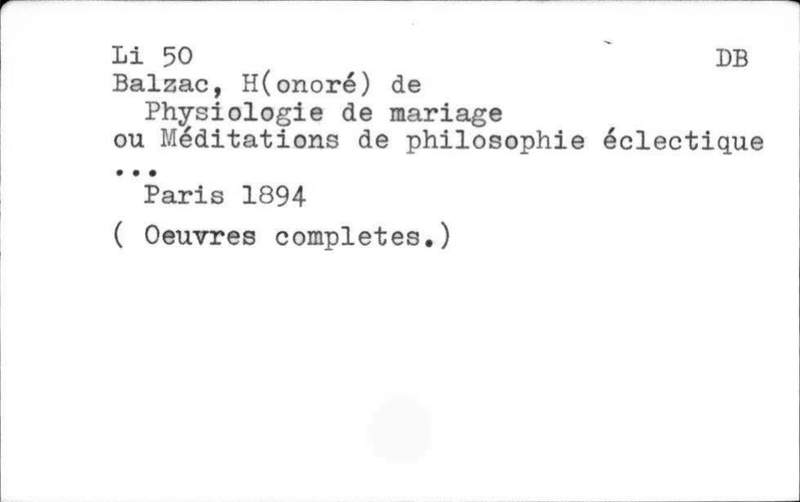 Li 50 DB
Balzac, H(onoré) de
Physiologie de mariage
ou Méditations de philosophie éclectique
...
Paris 1894
( Oeuvres completes.)